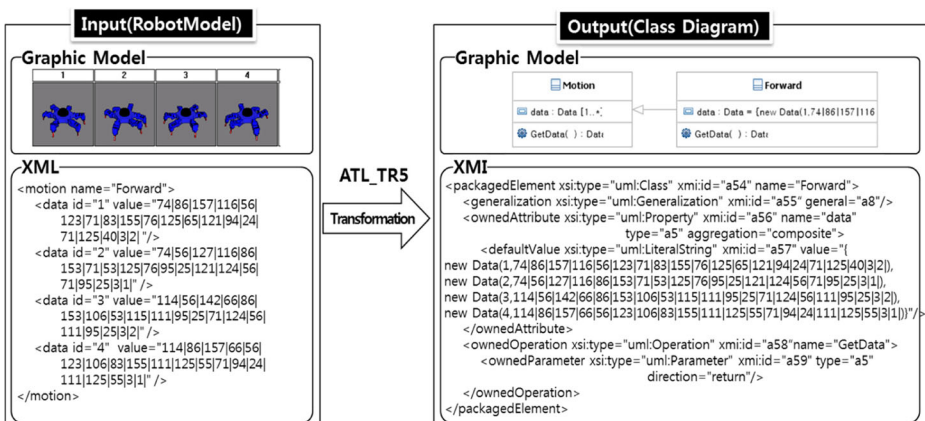 Input(RobotModel)
Graphic Model
1 2 3 4
XML
<motion name="Forward">
<data id="1" value="74|86|157|116|56|
123|71|83|155|76|125|65|121|94|24|
71|125|40|3|2| "/>
<data id="2" value="74|56|127|116|86|
153|71|53|125|76|95|25|121|124|56|
71|95|25|3|1|" />
<data id="3" value="114|56|142|66|86|
153|106|53|115|111|95|25|71|124|56|
111|95|25|3|2|" />
<data id="4" value="114|86|157|66|56|
123|106|83|155|111|125|55|71|94|24|
111|125|55|3|1|" />
</motion>
ATL_TR5
Transformation
Output(Class Diagram)
Graphic Model
Motion
data : Data [1..*]
GetData( ) : Data
Forward
data : Data = {new Data(1,74|86|157|116
GetData( ) : Data
XMI
<packagedElement xsi:type="uml:Class" xmi:id="a54" name="Forward">
<generalization xsi:type="uml:Generalization" xmi:id="a55" general="a8"/>
<ownedAttribute xsi:type="uml:Property" xmi:id="a56" name="data"
type="a5" aggregation="composite">
<defaultValue xsi:type="uml:LiteralString" xmi:id="a57" value="{
new Data(1,74|86|157|116|56|123|71|83|155|76|125|65|121|94|24|71|125|40|3|2|),
new Data(2,74|56|127|116|86|153|71|53|125|76|95|25|121|124|56|71|95|25|3|1|),
new Data(3,114|56|142|66|86|153|106|53|115|111|95|25|71|124|56|111|95|25|3|2|),
new Data(4,114|86|157|66|56|123|106|83|155|111|125|55|71|94|24|111|125|55|3|1|)}"/>
</ownedAttribute>
<ownedOperation xsi:type="uml:Operation" xmi:id="a58"name="GetData">
<ownedParameter xsi:type="uml:Parameter" xmi:id="a59" type="a5"
direction="return"/>
</ownedOperation>
</packagedElement>